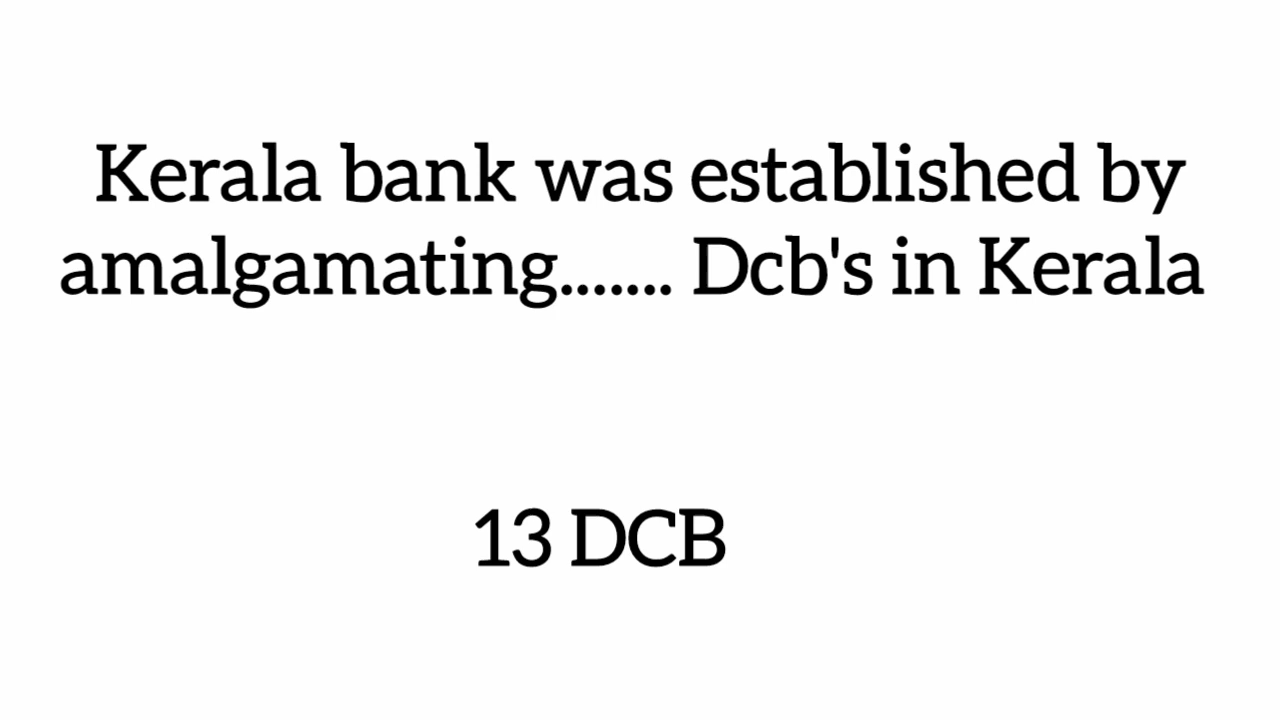 Kerala bank was established by
amalgamating....... Dcb's in Kerala
13 DCB